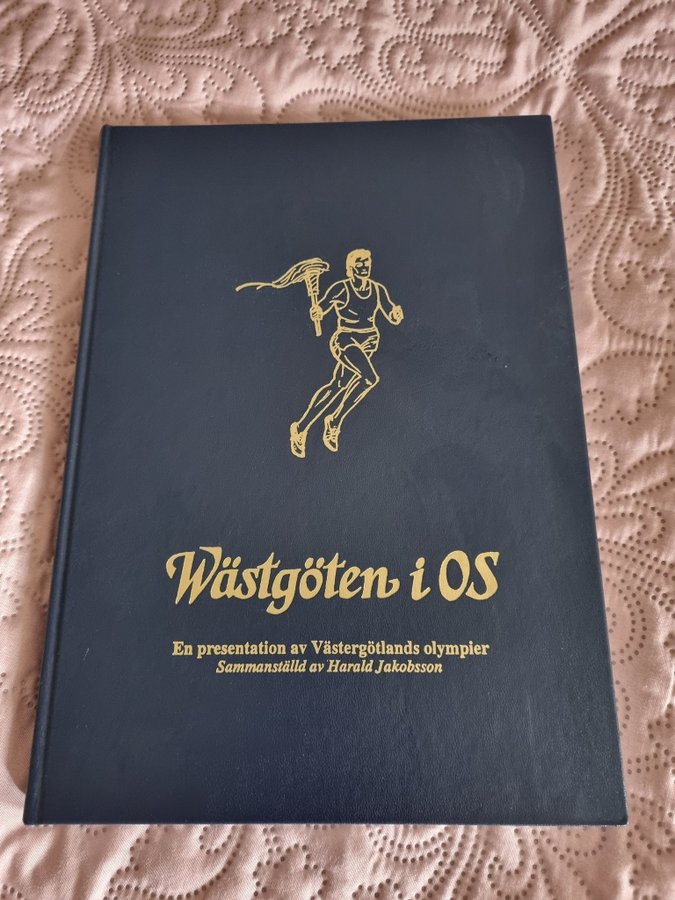 Wästgöten i OS
En presentation av Västergötlands olympier
Sammanställd av Harald Jakobsson